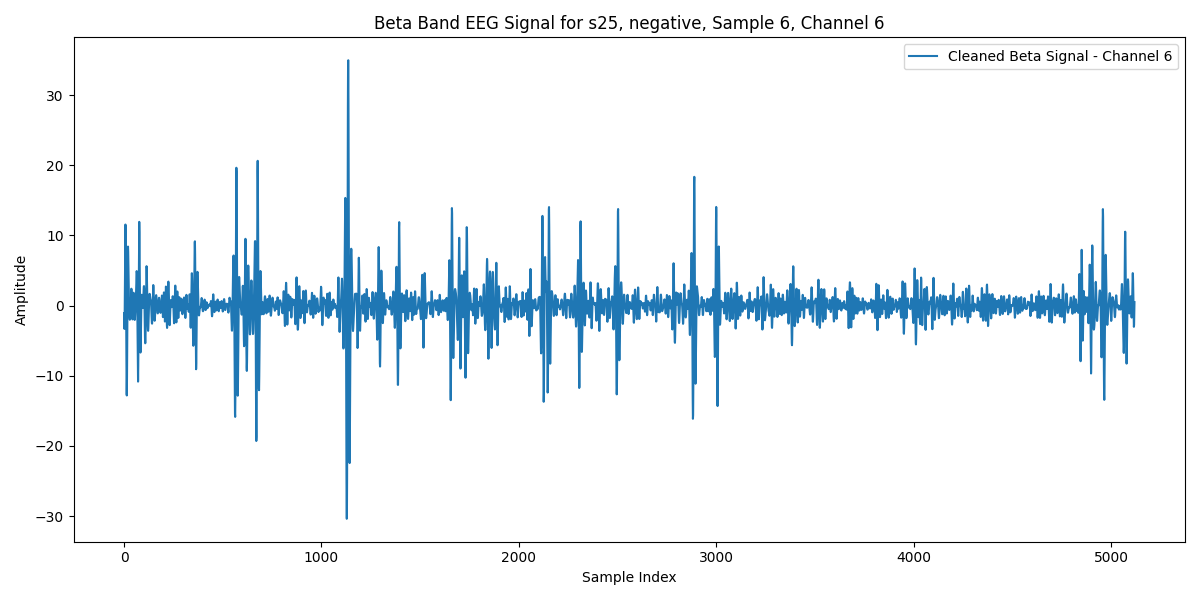 Beta Band EEG Signal for s25, negative, Sample 6, Channel 6
Cleaned Beta Signal - Channel 6
30
20
10
0
−10
−20
−30
Amplitude
0 1000 2000 3000 4000 5000
Sample Index